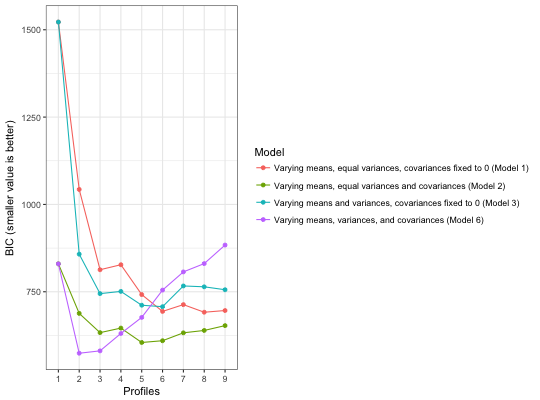 BIC (smaller value is better)
1500
1250
1000
750
1 2 3 4 5 6 7 8 9
Profiles
Model
Varying means, equal variances, covariances fixed to 0 (Model 1)
Varying means, equal variances and covariances (Model 2)
Varying means and variances, covariances fixed to 0 (Model 3)
Varying means, variances, and covariances (Model 6)